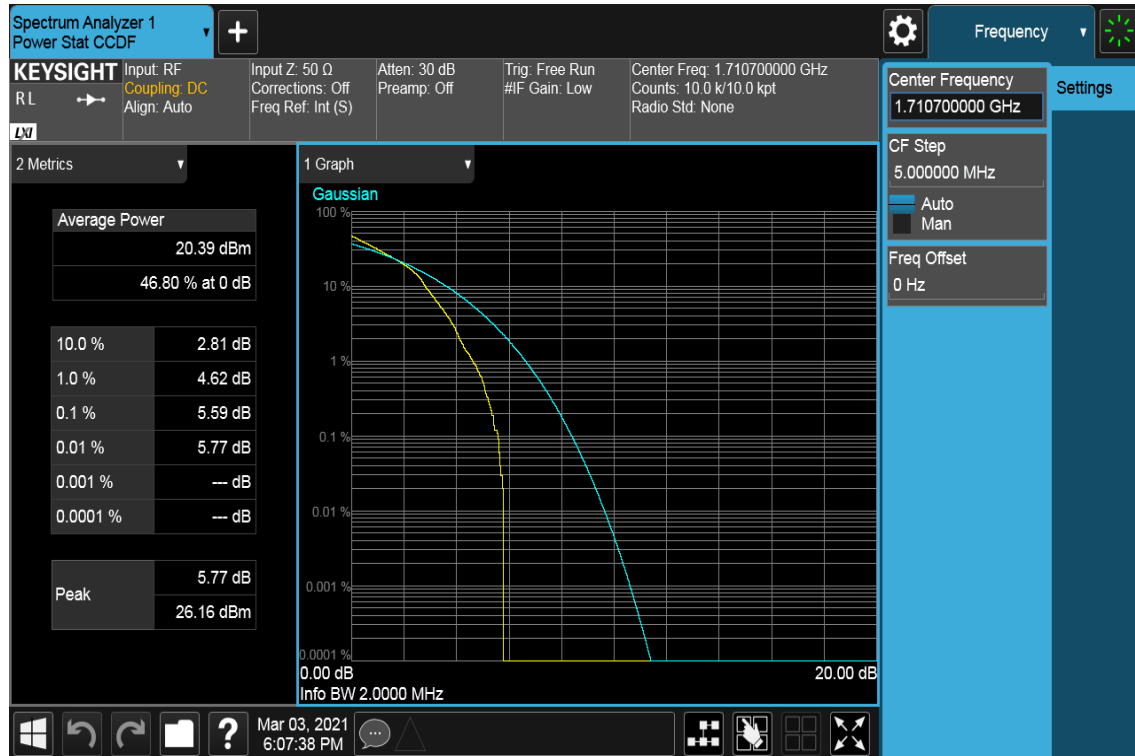 Spectrum Analyzer 1
Power Stat CCDF
+
Frequency
KEYSIGHT
R L
LXI
Input: RF
Coupling: DC
Align: Auto
Input Z: 50 Ω
Corrections: Off
Freq Ref: Int (S)
Atten: 30 dB
Preamp: Off
Trig: Free Run
#IF Gain: Low
Center Freq: 1.710700000 GHz
Counts: 10.0 k/10.0 kpt
Radio Std: None
Center Frequency
1.710700000 GHz
Settings
CF Step
5.000000 MHz
Auto
Man
Freq Offset
0 Hz
2 Metrics
Average Power
20.39 dBm
46.80 % at 0 dB
10.0 % 2.81 dB
1.0 % 4.62 dB
0.1 % 5.59 dB
0.01 % 5.77 dB
0.001 % --- dB
0.0001 % --- dB
Peak
5.77 dB
26.16 dBm
1 Graph
Gaussian
100 %
10 %
1 %
0.1 %
0.01 %
0.001 %
0.0001 %
0.00 dB 20.00 dB
Info BW 2.0000 MHz
?
Mar 03, 2021
6:07:38 PM